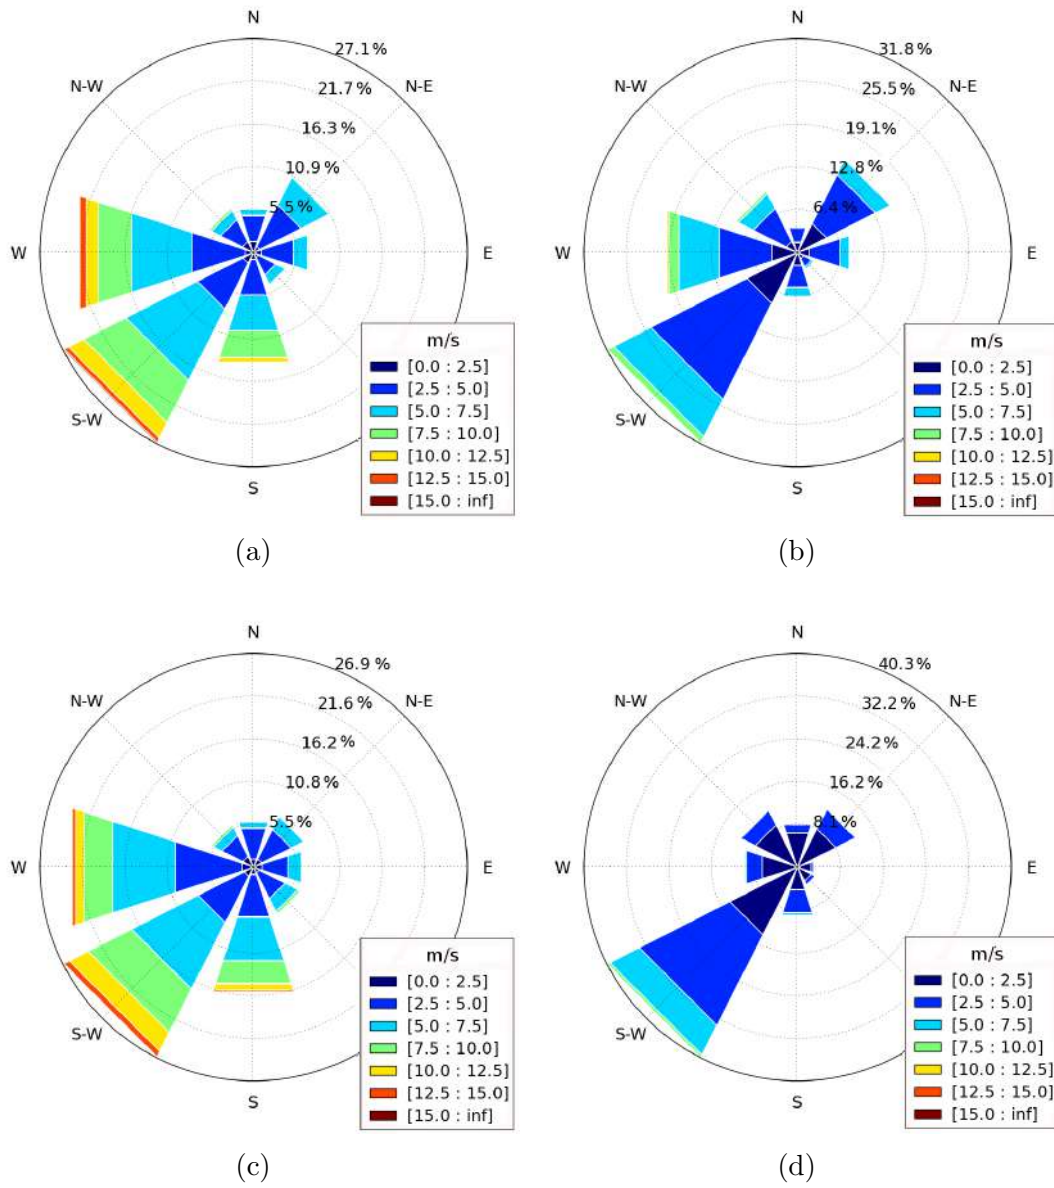 N
27.1 %
21.7 %
16.3 %
10.9 %
5.5 %
N-W
N-E
W
E
S-W
S
m/s
[0.0 : 2.5]
[2.5 : 5.0]
[5.0 : 7.5]
[7.5 : 10.0]
[10.0 : 12.5]
[12.5 : 15.0]
[15.0 : inf]
(a)
N
31.8 %
25.5 %
19.1 %
12.8 %
6.4 %
N-W
N-E
W
E
S-W
S
m/s
[0.0 : 2.5]
[2.5 : 5.0]
[5.0 : 7.5]
[7.5 : 10.0]
[10.0 : 12.5]
[12.5 : 15.0]
[15.0 : inf]
(b)
N
26.9 %
21.6 %
16.2 %
10.8 %
5.5 %
N-W
N-E
W
E
S-W
S
m/s
[0.0 : 2.5]
[2.5 : 5.0]
[5.0 : 7.5]
[7.5 : 10.0]
[10.0 : 12.5]
[12.5 : 15.0]
[15.0 : inf]
(c)
N
40.3 %
32.2 %
24.2 %
16.2 %
8.1 %
N-W
N-E
W
E
S-W
S
m/s
[0.0 : 2.5]
[2.5 : 5.0]
[5.0 : 7.5]
[7.5 : 10.0]
[10.0 : 12.5]
[12.5 : 15.0]
[15.0 : inf]
(d)